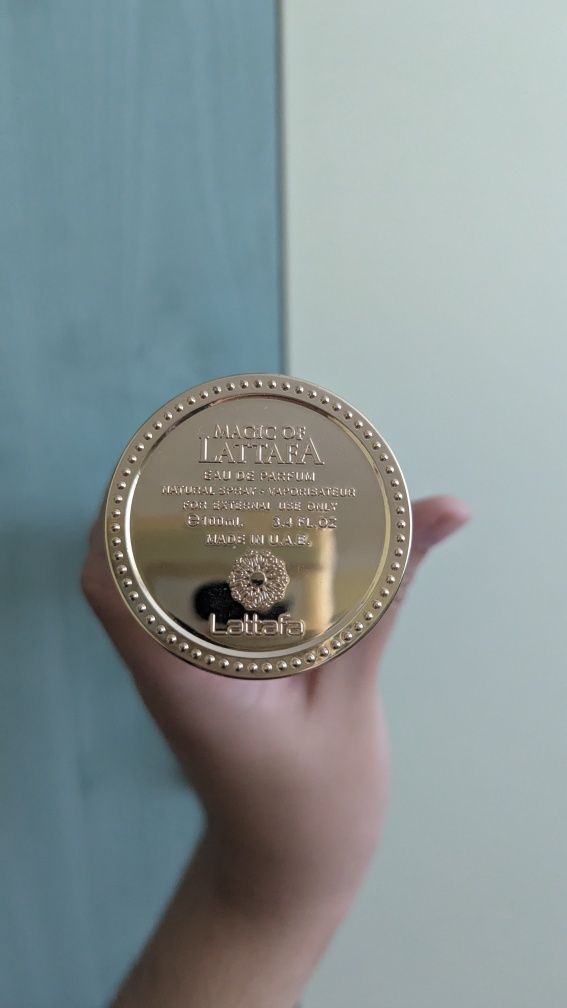 MAGIC OF
LATTAFA
EAU DE PARFUM
NATURAL SPRAY - VAPORISATEUR
FOR EXTERNAL USE ONLY
℮100ml. 3.4 FL.OZ
MADE IN U.A.E.
Lattafa